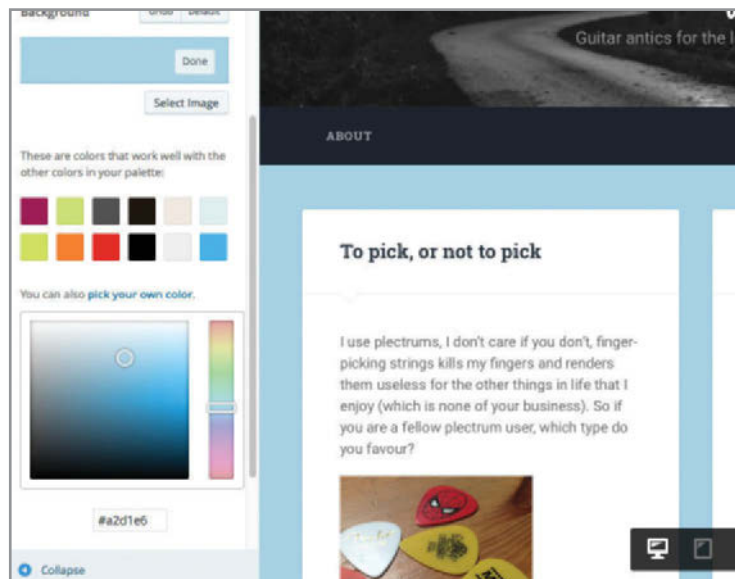 Background
Undo
Default
Done
Select Image
These are colors that work well with the
other colors in your palette:
You can also pick your own color.
#a2d1e6
Collapse
Guitar antics for the l
ABOUT
To pick, or not to pick
I use plectrums, I don't care if you don't, finger-
picking strings kills my fingers and renders
them useless for the other things in life that I
enjoy (which is none of your business). So if
you are a fellow plectrum user, which type do
you favour?